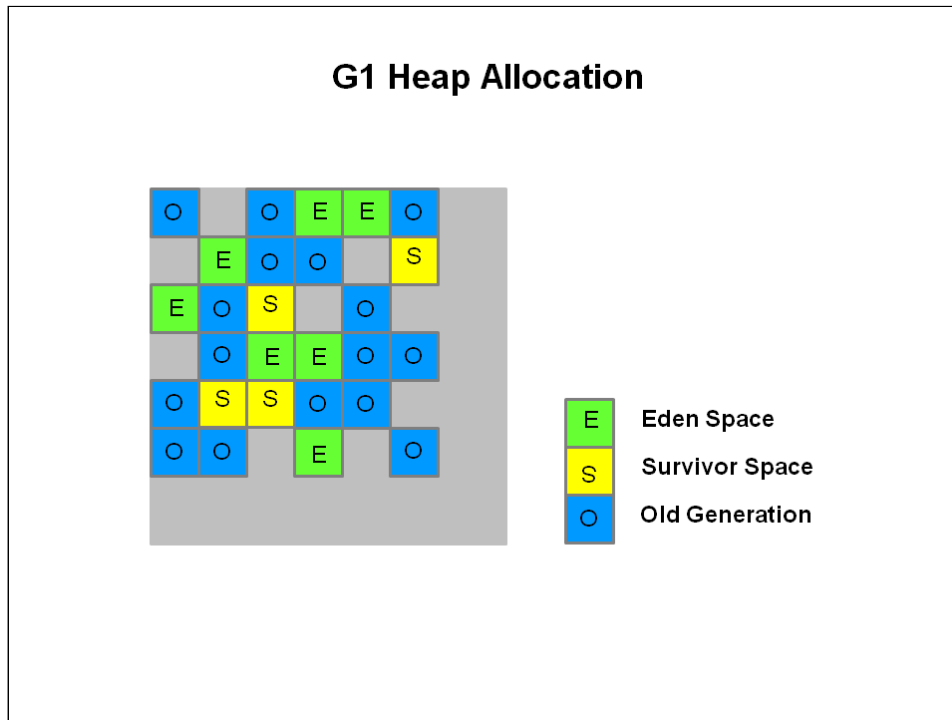 G1 Heap Allocation
O O E E O
E O O S
E O S O
O E E O O
O S S O O
O O E O
E Eden Space
S Survivor Space
O Old Generation